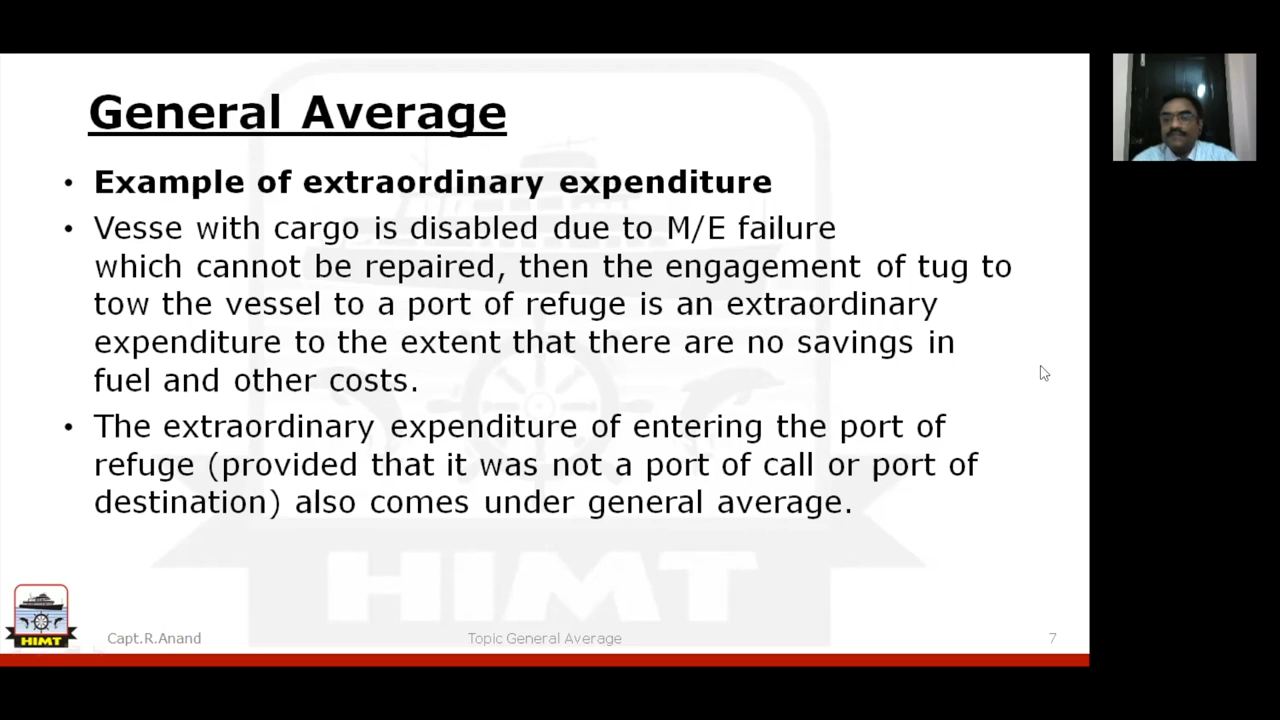 General Average
• Example of extraordinary expenditure
• Vesse with cargo is disabled due to M/E failure
which cannot be repaired, then the engagement of tug to
tow the vessel to a port of refuge is an extraordinary
expenditure to the extent that there are no savings in
fuel and other costs.
• The extraordinary expenditure of entering the port of
refuge (provided that it was not a port of call or port of
destination) also comes under general average.
HIMT
HIMT
Capt.R.Anand
Topic General Average
7